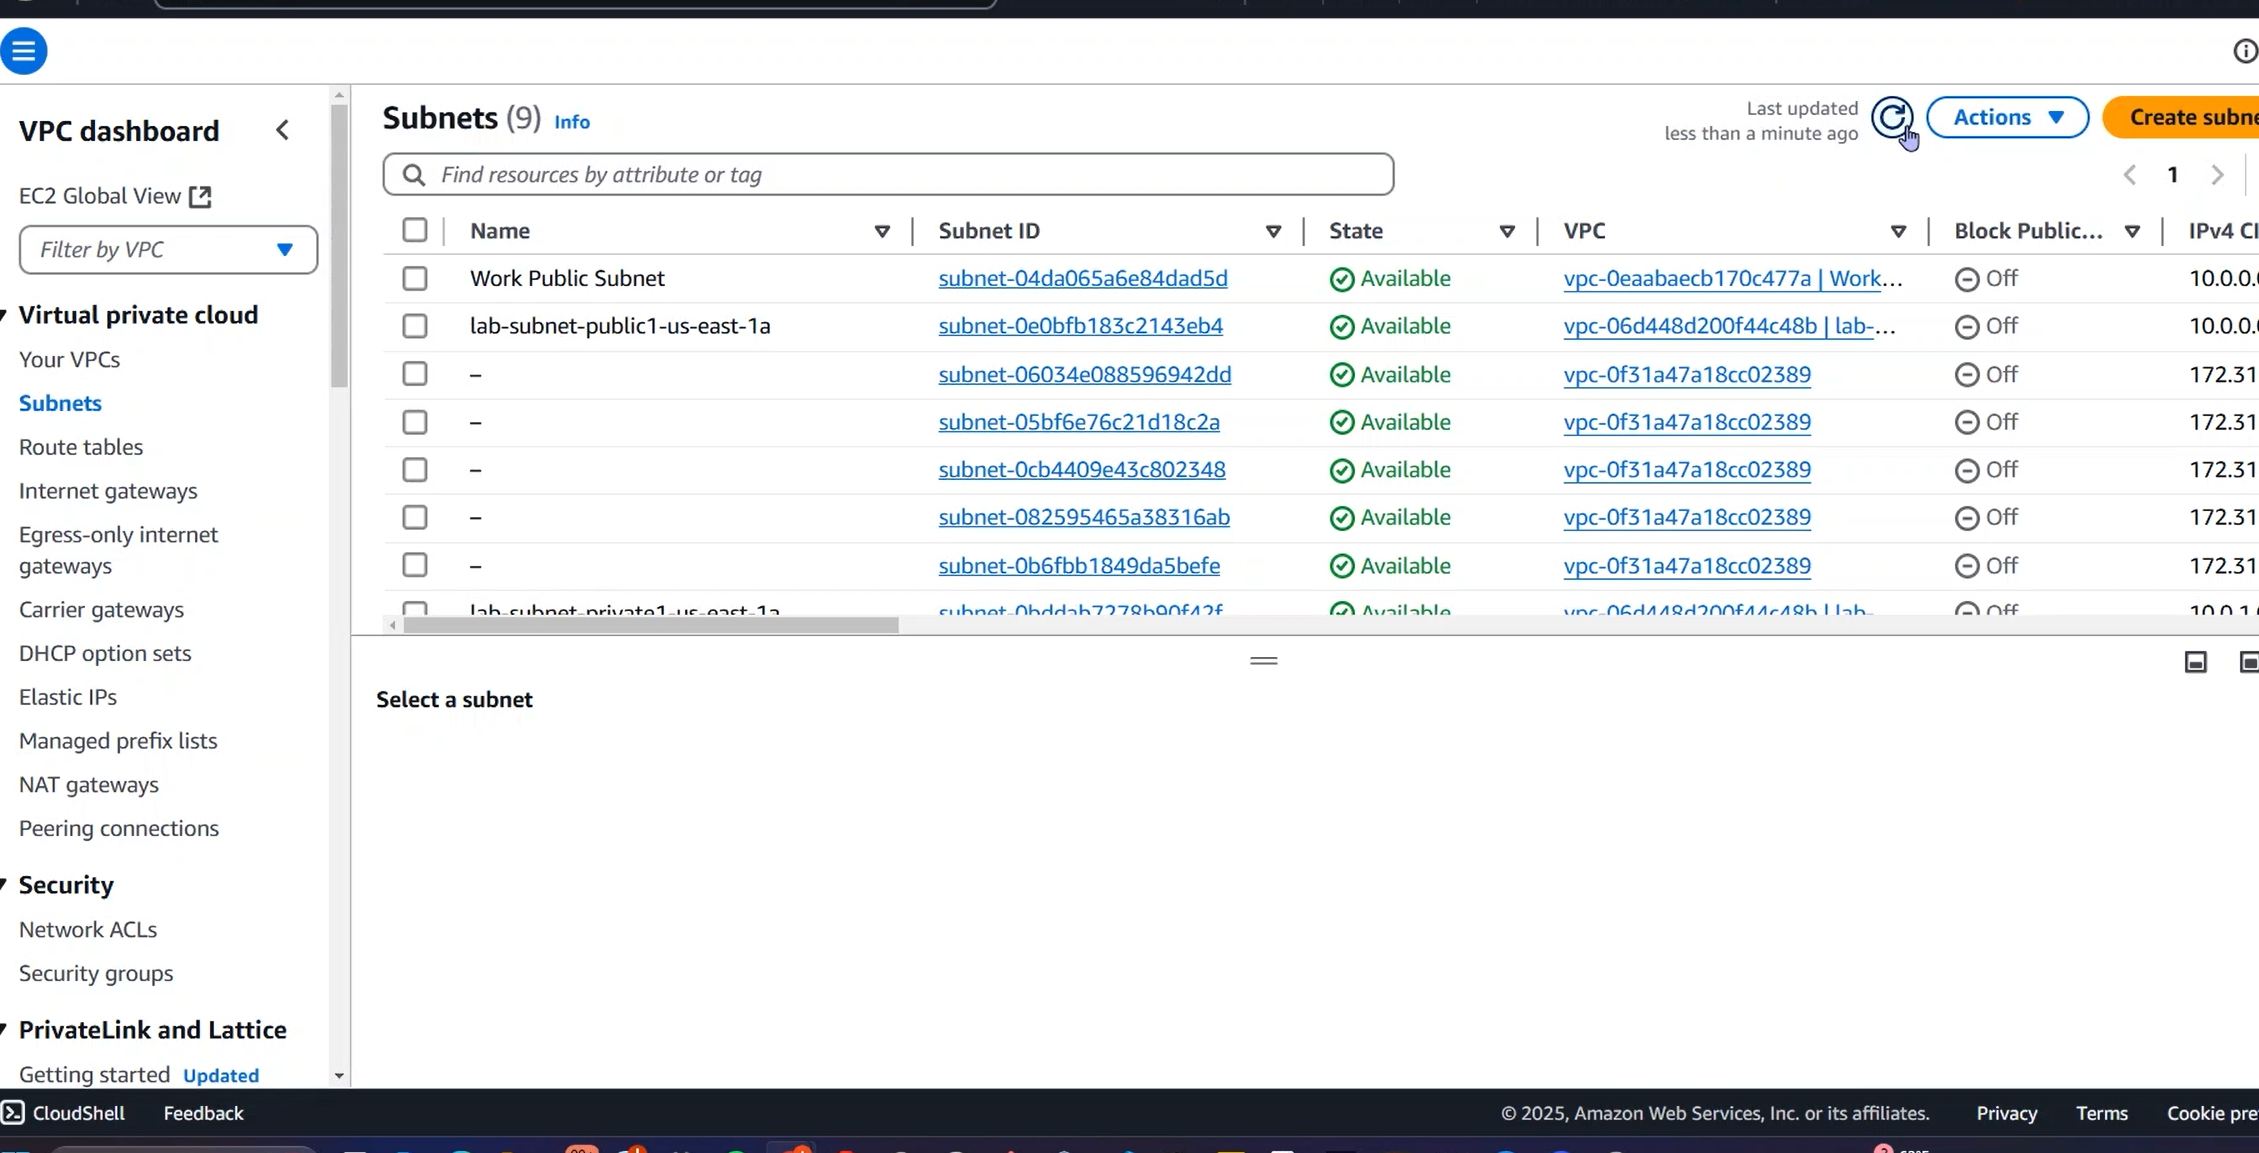 VPC dashboard
EC2 Global View
Filter by VPC
Virtual private cloud
Your VPCs
Subnets
Route tables
Internet gateways
Egress-only internet
gateways
Carrier gateways
DHCP option sets
Elastic IPs
Managed prefix lists
NAT gateways
Peering connections
Security
Network ACLs
Security groups
PrivateLink and Lattice
Getting started Updated
Subnets (9) Info
Last updated
less than a minute ago
Actions
Create subne
Find resources by attribute or tag
1
Name Subnet ID State VPC Block Public... IPv4 CI
Work Public Subnet subnet-04da065a6e84dad5d Available vpc-0eaabaecb170c477a | Work... Off 10.0.0.
lab-subnet-public1-us-east-1a subnet-0e0bfb183c2143eb4 Available vpc-06d448d200f44c48b | lab-... Off 10.0.0.
– subnet-06034e088596942dd Available vpc-0f31a47a18cc02389 Off 172.31
– subnet-05bf6e76c21d18c2a Available vpc-0f31a47a18cc02389 Off 172.31
– subnet-0cb4409e43c802348 Available vpc-0f31a47a18cc02389 Off 172.31
– subnet-082595465a38316ab Available vpc-0f31a47a18cc02389 Off 172.31
– subnet-0b6fbb1849da5befe Available vpc-0f31a47a18cc02389 Off 172.31
lab-subnet-private1-us-east-1a subnet-0bddab7278b90f42f Available vpc-06d448d200f44c48b | lab- Off 10.0.1.
Select a subnet
CloudShell Feedback © 2025, Amazon Web Services, Inc. or its affiliates. Privacy Terms Cookie pre